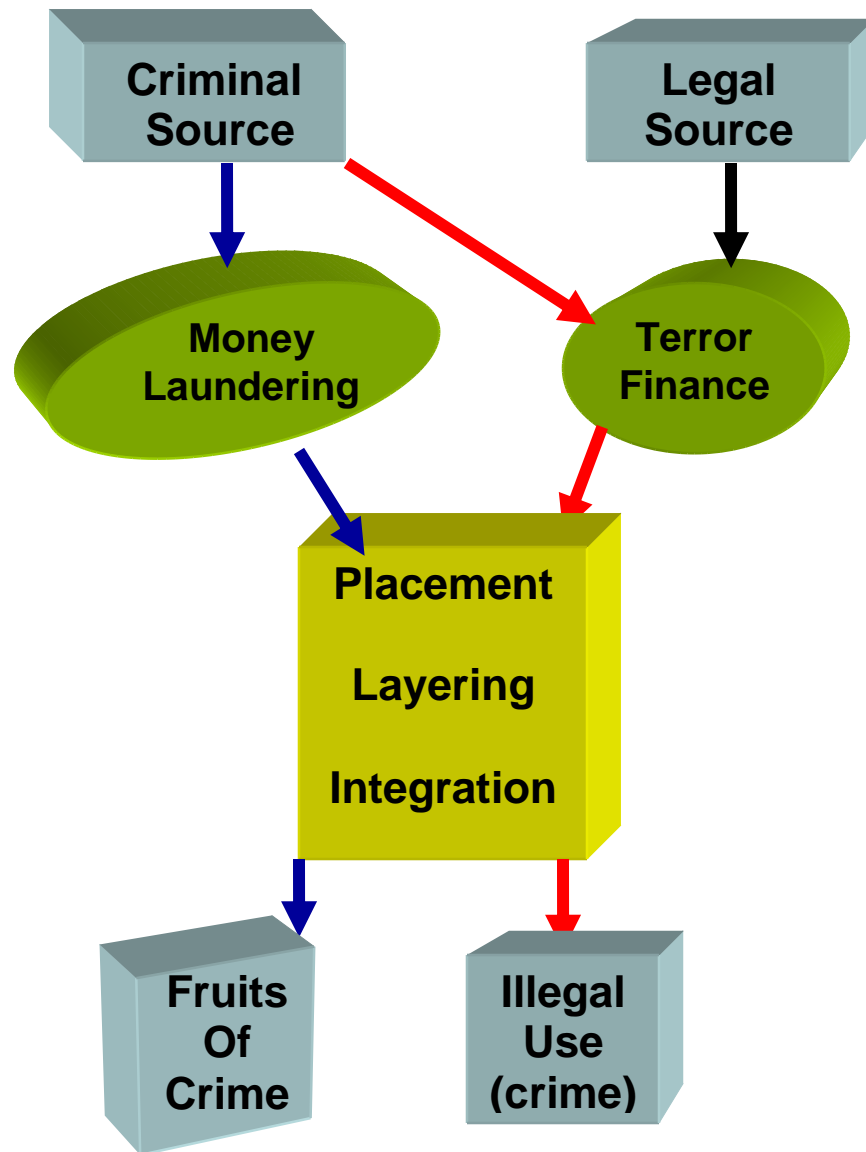 Criminal
Source
Legal
Source
Money
Laundering
Terror
Finance
Placement
Layering
Integration
Fruits
Of
Crime
Illegal
Use
(crime)